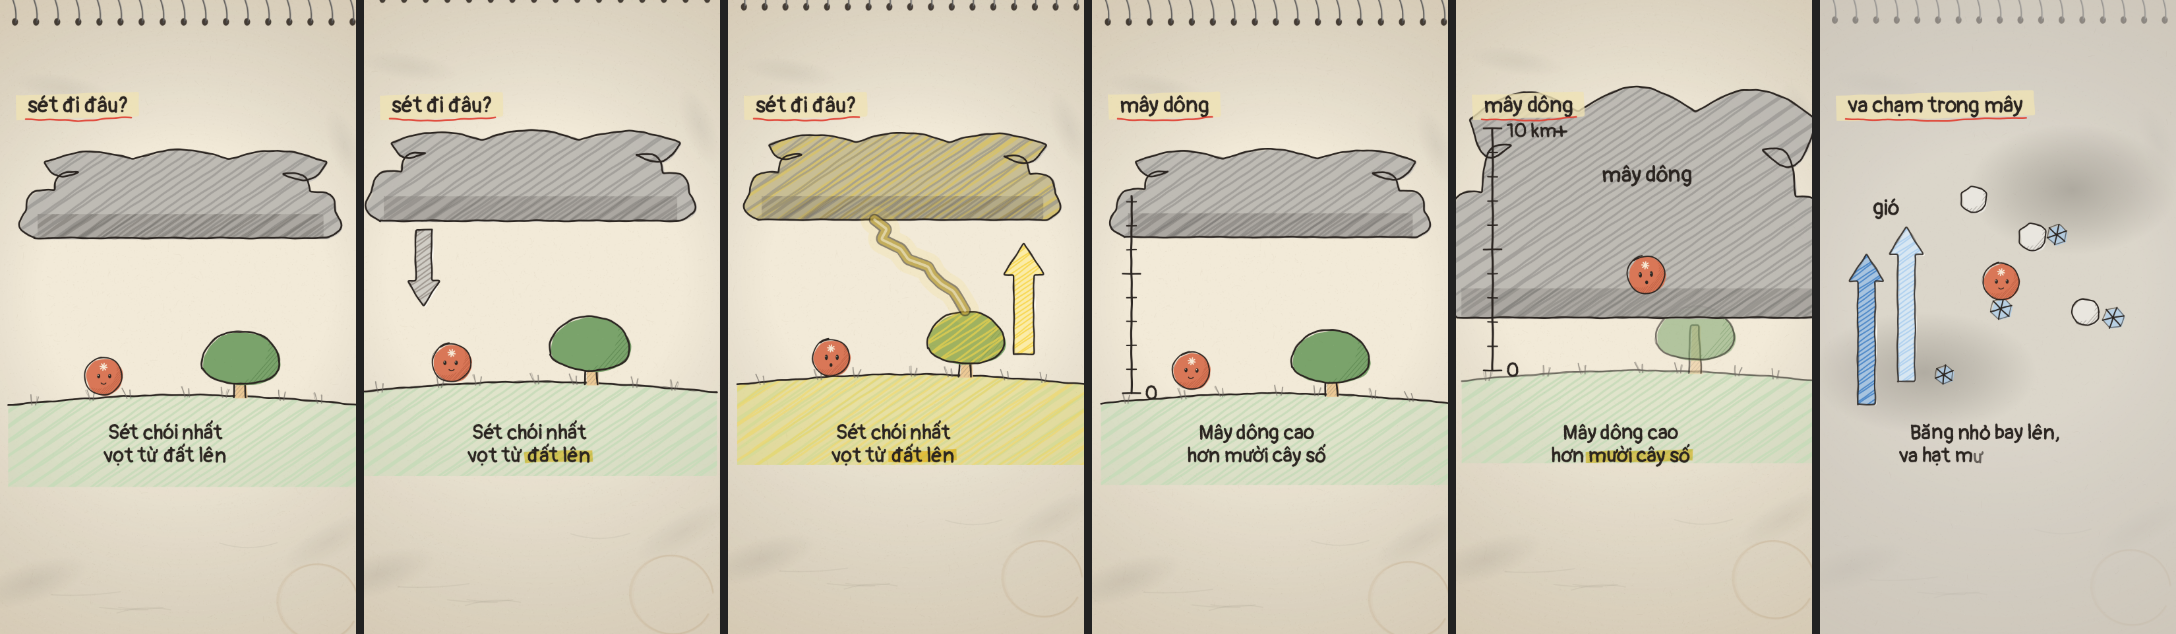 sét đi đâu?
Sét chói nhất
vọt từ đất lên
sét đi đâu?
Sét chói nhất
vọt từ đất lên
sét đi đâu?
Sét chói nhất
vọt từ đất lên
mây dông
0
Mây dông cao
hơn mười cây số
mây dông
10 km+
mây dông
0
Mây dông cao
hơn mười cây số
va chạm trong mây
gió
Băng nhỏ bay lên,
va hạt mư